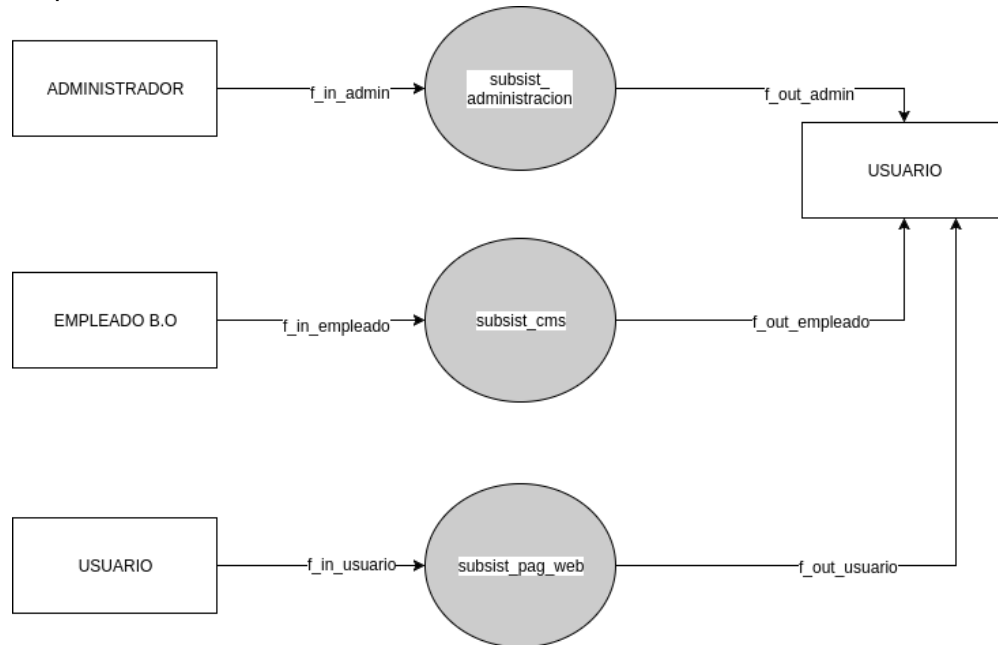 ADMINISTRADOR
f_in_admin
subsist_
administracion
f_out_admin
USUARIO
EMPLEADO B.O
f_in_empleado
subsist_cms
f_out_empleado
USUARIO
f_in_usuario
subsist_pag_web
f_out_usuario